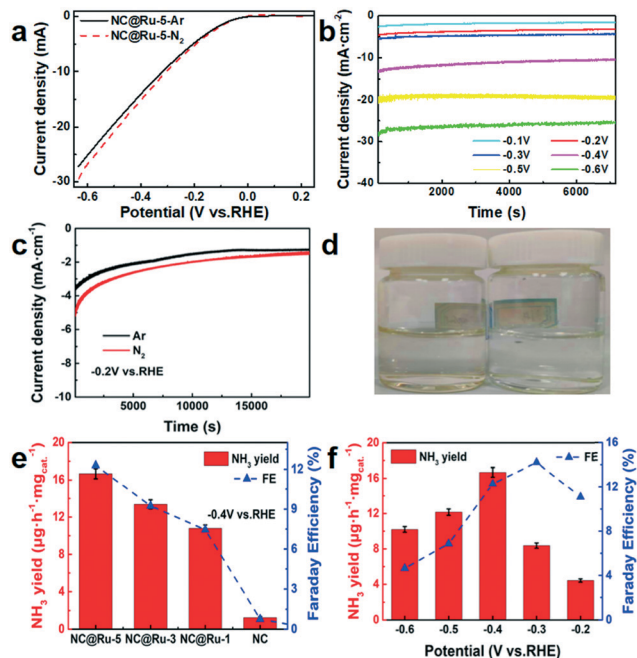 a
NC@Ru-5-Ar
NC@Ru-5-N2
Current density (mA)
0
-10
-20
-30
-0.6
-0.4
-0.2
0.0
0.2
Potential (V vs.RHE)
b
Current density (mA·cm-2)
10
0
-10
-20
-30
-40
-0.1V
-0.2V
-0.3V
-0.4V
-0.5V
-0.6V
2000
4000
6000
Time (s)
c
Current density (mA·cm-1)
0
-2
-4
-6
-8
-10
Ar
N2
-0.2V vs.RHE
5000
10000
15000
Time (s)
d
e
NH3 yield (μg·h-1·mgcat.-1)
20
16
12
8
4
0
NH3 yield
FE
-0.4V vs.RHE
12
9
6
3
0
Faraday Efficiency (%)
NC@Ru-5
NC@Ru-3
NC@Ru-1
NC
f
NH3 yield (μg·h-1·mgcat.-1)
20
16
12
8
4
0
NH3 yield
FE
16
12
8
4
0
Faraday Efficiency (%)
-0.6
-0.5
-0.4
-0.3
-0.2
Potential (V vs.RHE)